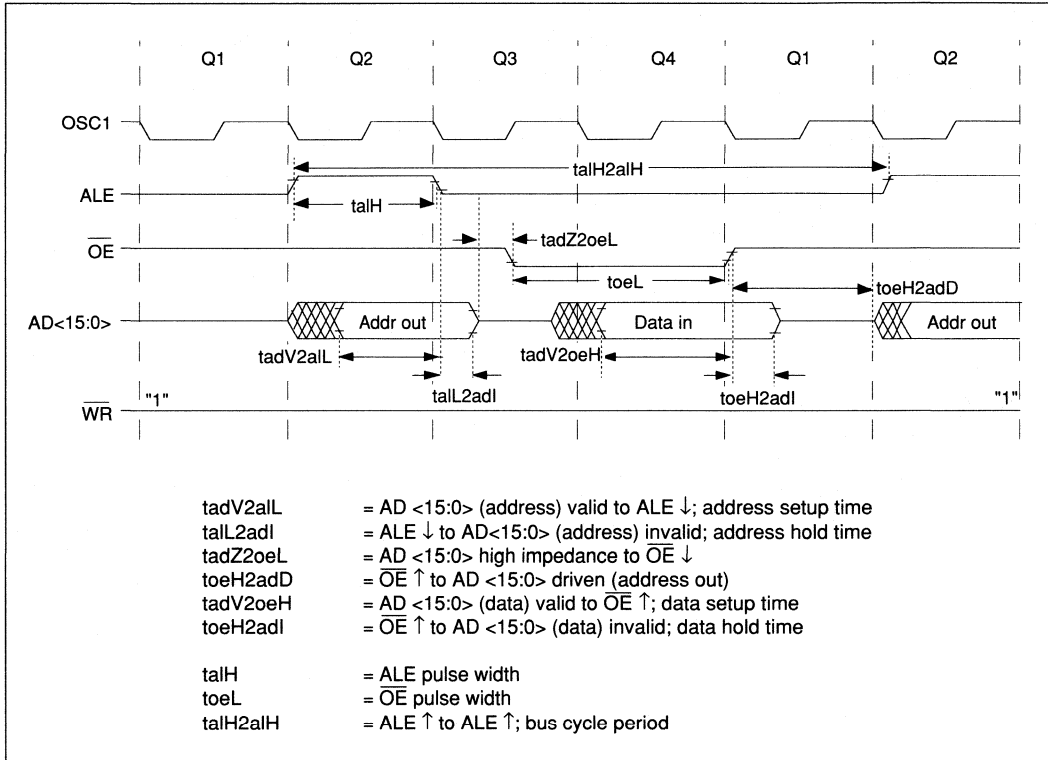 Q1 Q2 Q3 Q4 Q1 Q2
OSC1
talH2alH
ALE
talH
OE
tadZ2oeL
toeL
toeH2adD
AD<15:0> Addr out Data in Addr out
tadV2alL tadV2oeH
talL2adI toeH2adI
"1" "1"
WR
tadV2alL = AD <15:0> (address) valid to ALE ↓; address setup time
talL2adI = ALE ↓ to AD<15:0> (address) invalid; address hold time
tadZ2oeL = AD <15:0> high impedance to OE ↓
toeH2adD = OE ↑ to AD <15:0> driven (address out)
tadV2oeH = AD <15:0> (data) valid to OE ↑; data setup time
toeH2adI = OE ↑ to AD <15:0> (data) invalid; data hold time
talH = ALE pulse width
toeL = OE pulse width
talH2alH = ALE ↑ to ALE ↑; bus cycle period